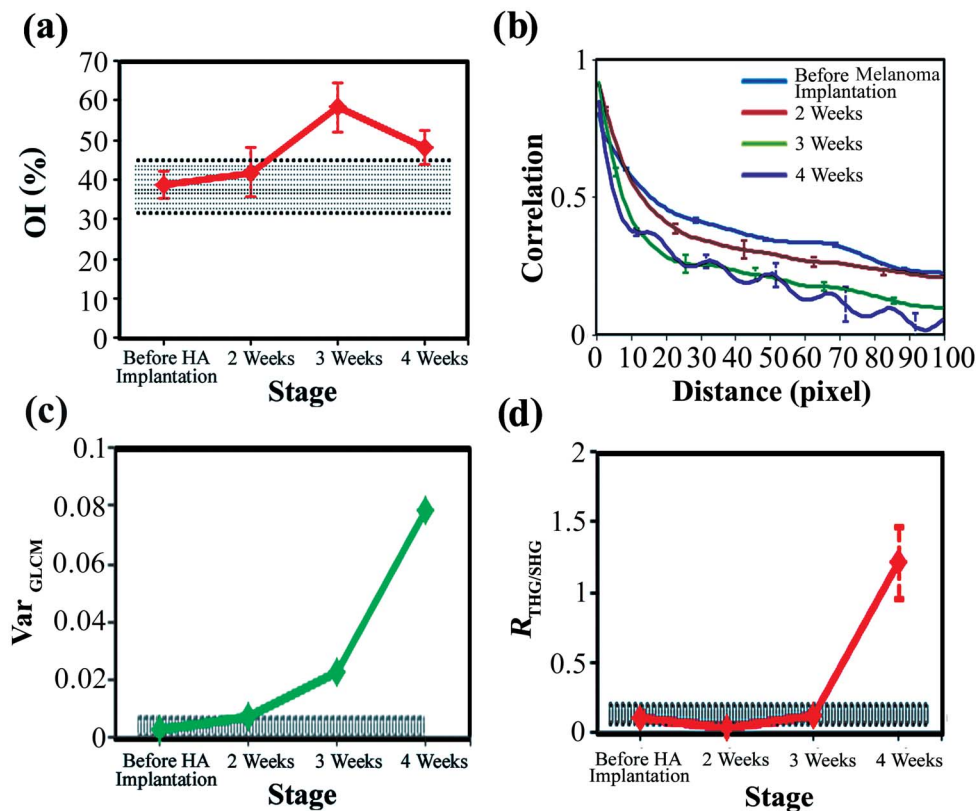 (a)
70
60
50
40
30
20
10
0
OI (%)
Before HA
Implantation
2 Weeks
3 Weeks
4 Weeks
Stage
(b)
1
0.5
0
Correlation
Before Melanoma
Implantation
2 Weeks
3 Weeks
4 Weeks
0 10 20 30 40 50 60 70 80 90 100
Distance (pixel)
(c)
0.1
0.08
0.06
0.04
0.02
0
Var GLCM
Before HA
Implantation
2 Weeks
3 Weeks
4 Weeks
Stage
(d)
2
1.5
1
0.5
0
R THG/SHG
Before HA
Implantation
2 Weeks
3 Weeks
4 Weeks
Stage